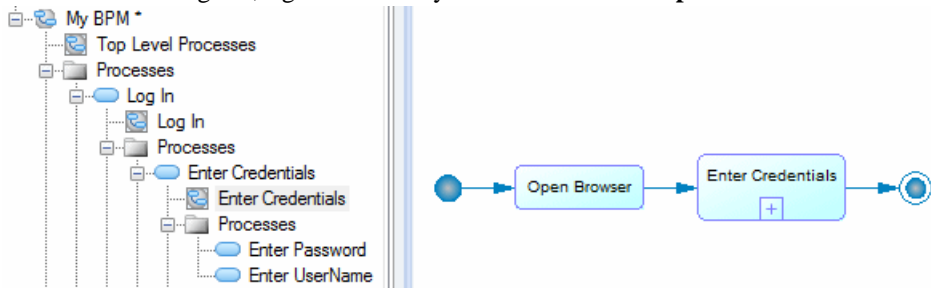 My BPM *
Top Level Processes
Processes
Log In
Log In
Processes
Enter Credentials
Enter Credentials
Processes
Enter Password
Enter UserName
Open Browser
Enter Credentials